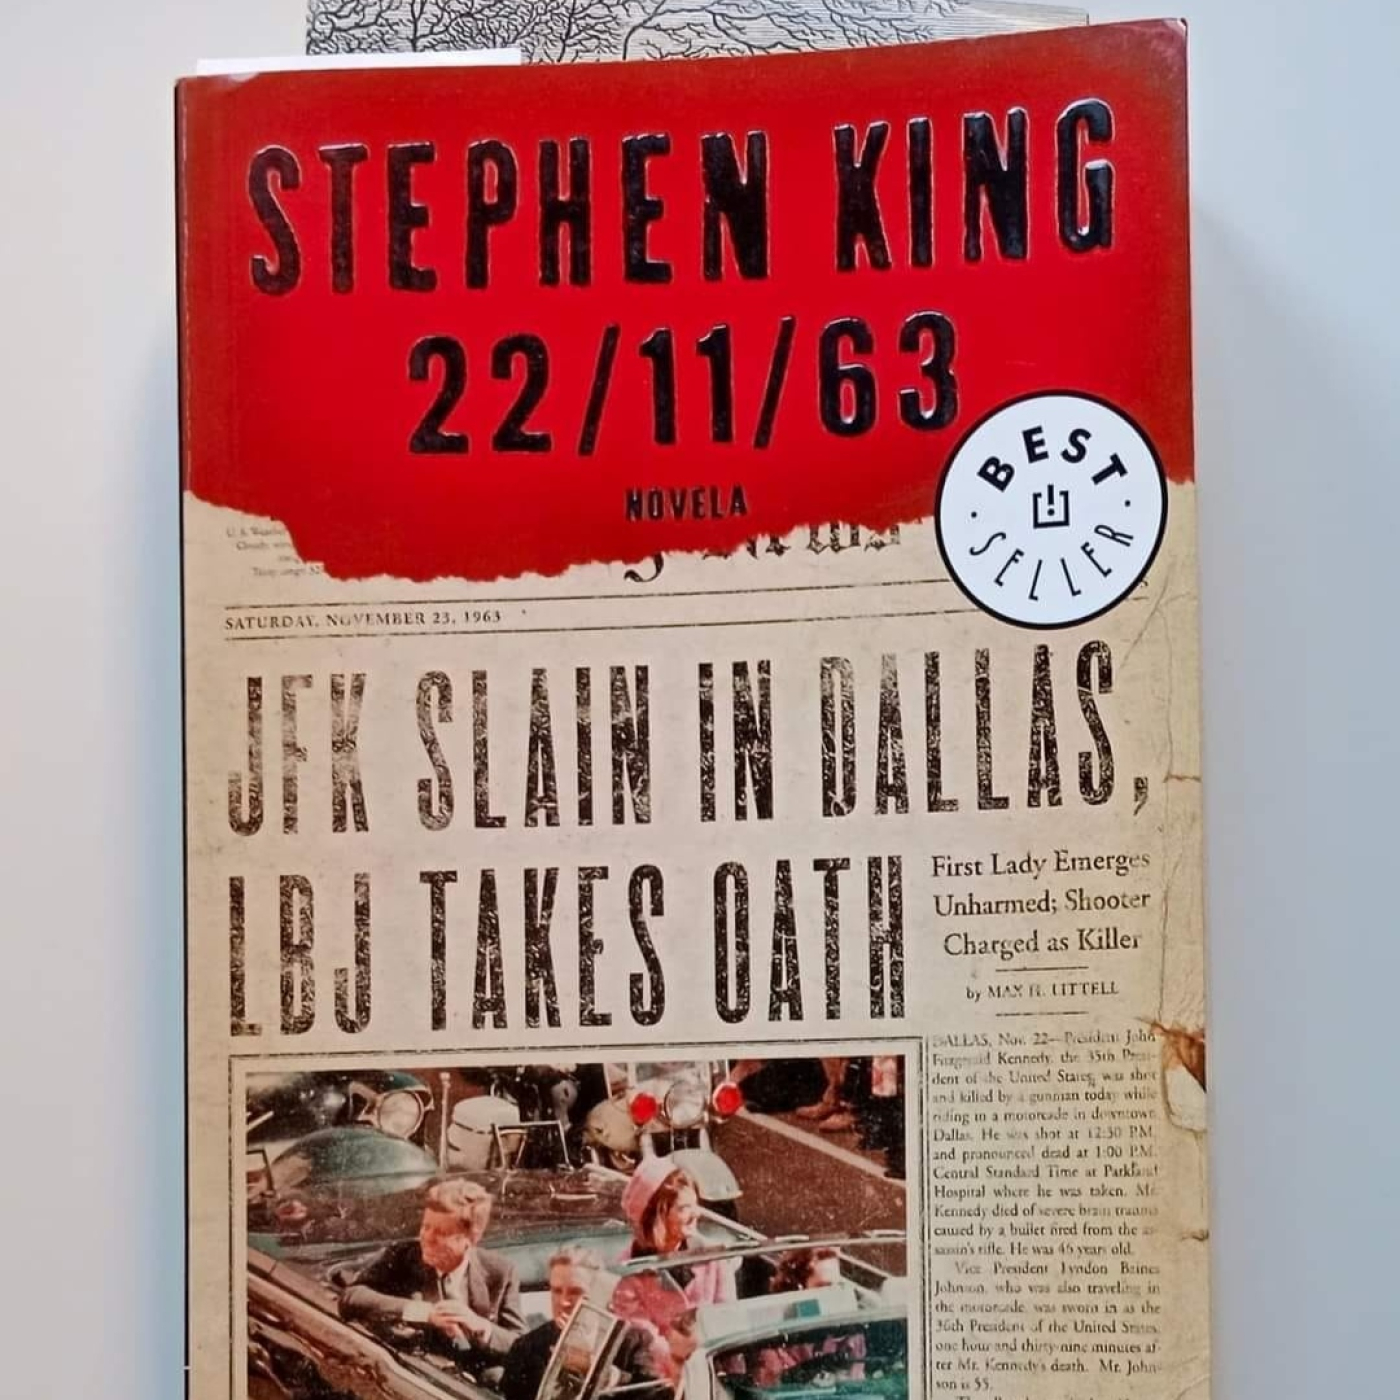 STEPHEN KING
22/11/63
NOVELA
BEST
SELLER
SATURDAY, NOVEMBER 23, 1963
JFK SLAIN IN DALLAS,
LBJ TAKES OATH
First Lady Emerges
Unharmed; Shooter
Charged as Killer
by MAX H. LITTELL
DALLAS, Nov. 22—President John
Fitzgerald Kennedy, the 35th Presi-
dent of the United States, was shot
and killed by a gunman today while
riding in a motorcade in downtown
Dallas. He was shot at 12:30 P.M.
and pronounced dead at 1:00 P.M.
Central Standard Time at Parkland
Hospital where he was taken. Mr.
Kennedy died of severe brain trauma
caused by a bullet fired from the as-
sassin's rifle. He was 46 years old.
Vice President Lyndon Baines
Johnson, who was also traveling in
the motorcade, was sworn in as the
36th President of the United States
one hour and thirty-nine minutes af-
ter Mr. Kennedy's death. Mr. John-
son is 55.